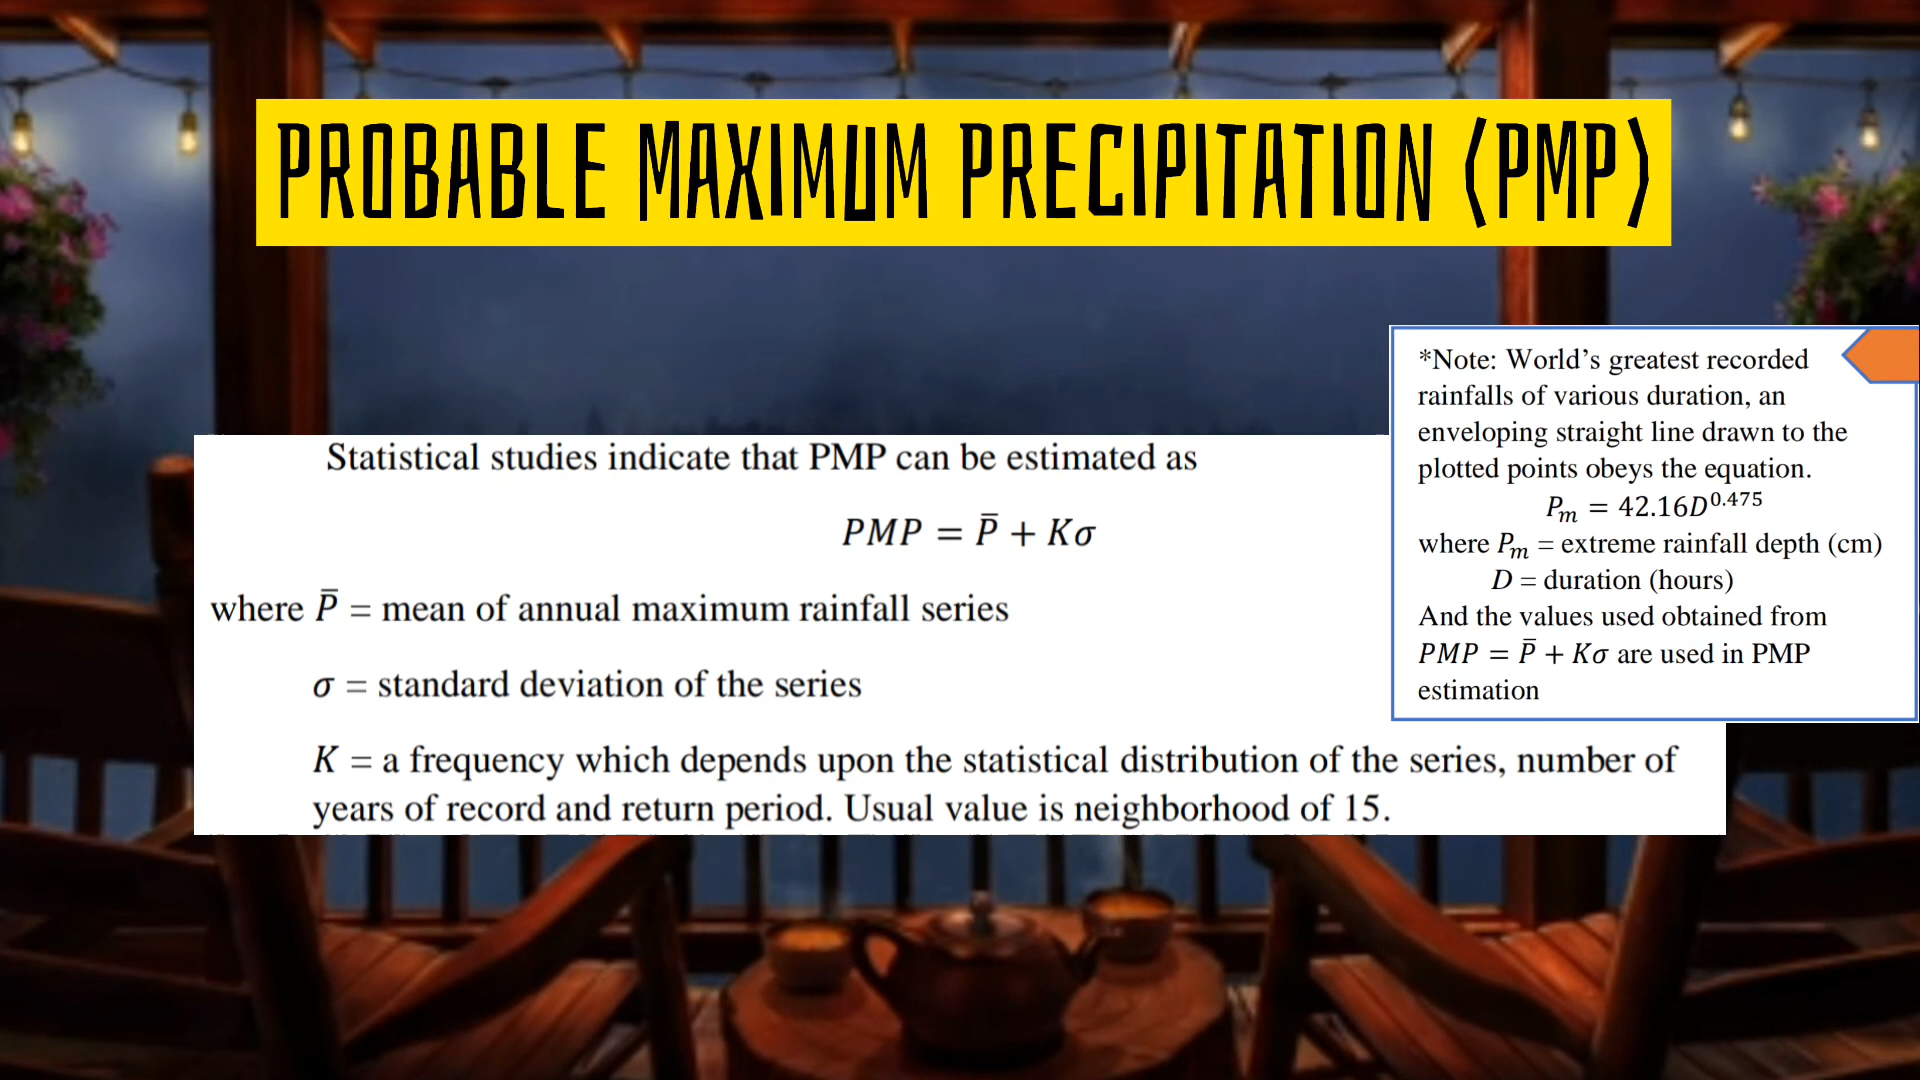 PROBABLE MAXIMUM PRECIPITATION (PMP)
Statistical studies indicate that PMP can be estimated as
PMP = P̄ + Kσ
where P̄ = mean of annual maximum rainfall series
σ = standard deviation of the series
K = a frequency which depends upon the statistical distribution of the series, number of
years of record and return period. Usual value is neighborhood of 15.
*Note: World's greatest recorded
rainfalls of various duration, an
enveloping straight line drawn to the
plotted points obeys the equation.
Pₘ = 42.16D⁰·⁴⁷⁵
where Pₘ = extreme rainfall depth (cm)
D = duration (hours)
And the values used obtained from
PMP = P̄ + Kσ are used in PMP
estimation